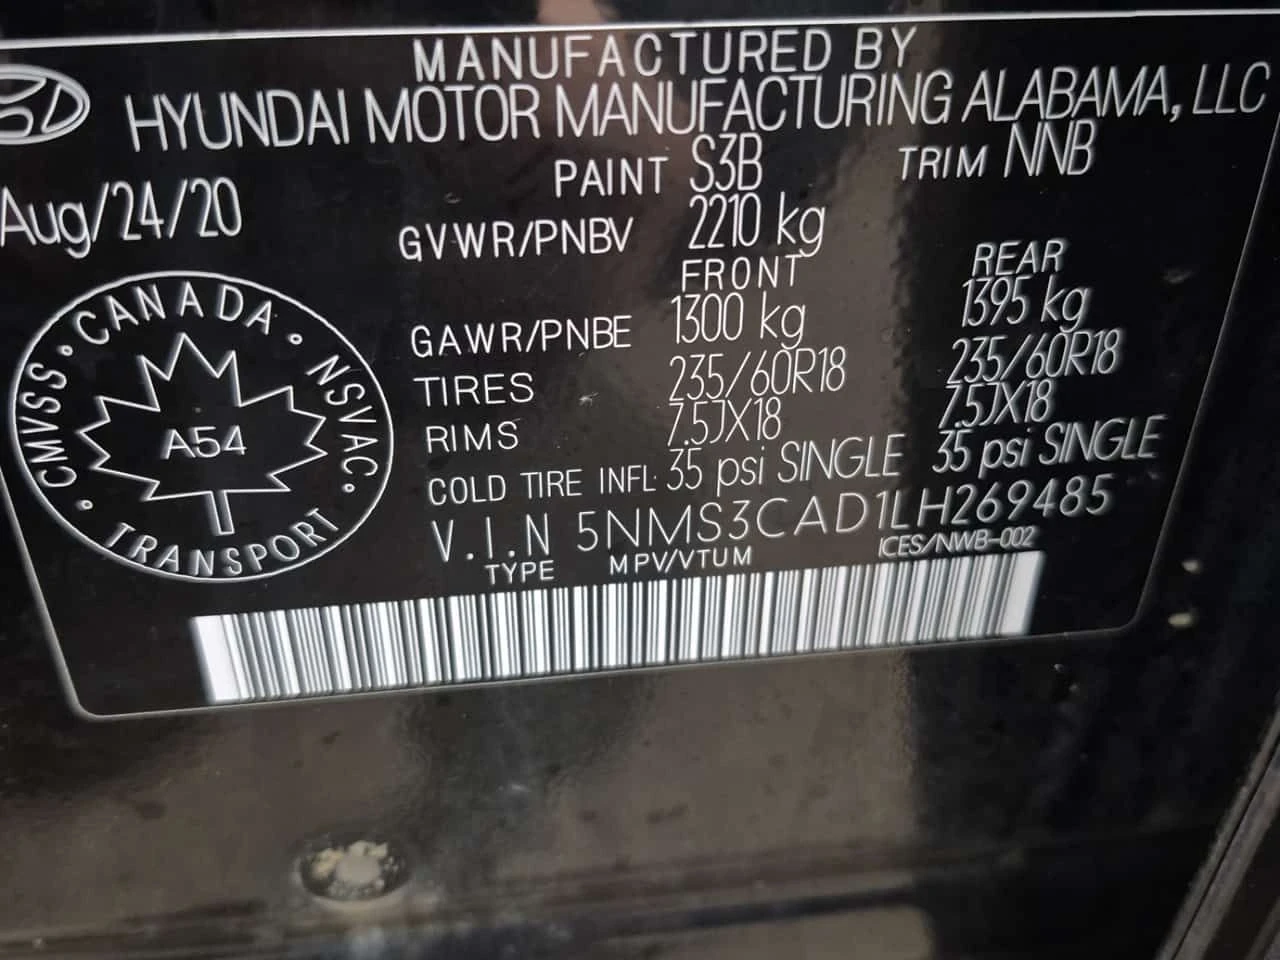 MANUFACTURED BY
HYUNDAI MOTOR MANUFACTURING ALABAMA, LLC
PAINT S3B TRIM NNB
Aug/24/20
GVWR/PNBV 2210 kg
FRONT REAR
GAWR/PNBE 1300 kg 1395 kg
TIRES 235/60R18 235/60R18
RIMS 7.5JX18 7.5JX18
COLD TIRE INFL. 35 psi SINGLE 35 psi SINGLE
V.I.N 5NMS3CAD1LH269485
TYPE MPV/VTUM ICES/NWB-002
CANADA
CMVSS NSVAC
A54
TRANSPORT